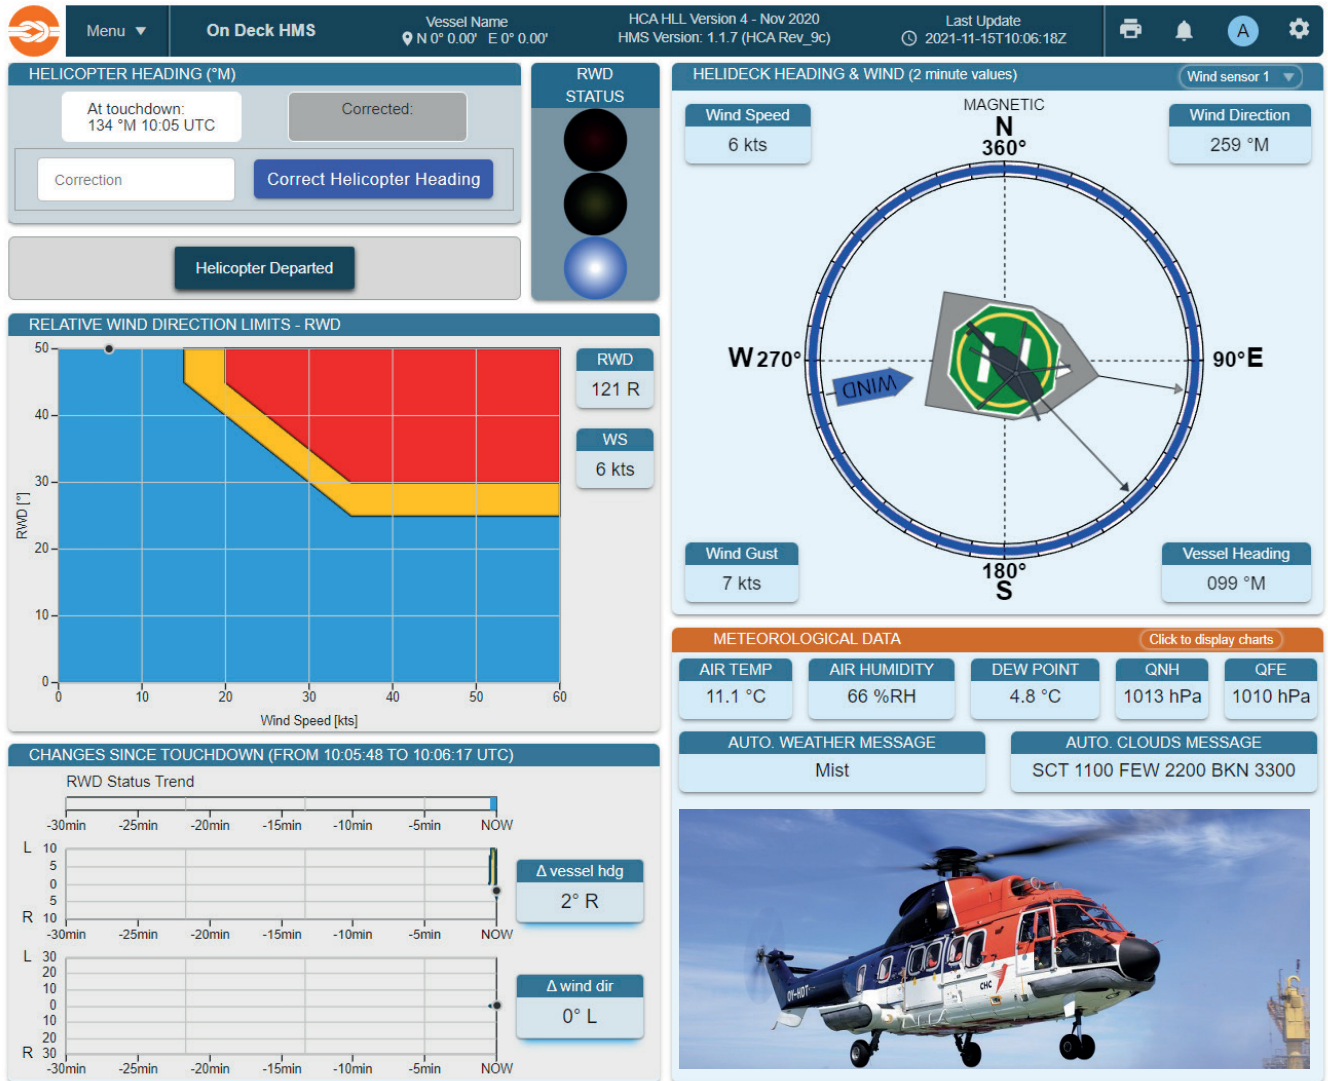 Menu ▼
On Deck HMS
Vessel Name
N 0° 0.00' E 0° 0.00'
HCA HLL Version 4 - Nov 2020
HMS Version: 1.1.7 (HCA Rev_9c)
Last Update
2021-11-15T10:06:18Z
A
HELICOPTER HEADING (°M)
At touchdown:
134 °M 10:05 UTC
Corrected:
Correction
Correct Helicopter Heading
Helicopter Departed
RWD
STATUS
RELATIVE WIND DIRECTION LIMITS - RWD
50
40
30
20
10
0
RWD [°]
0 10 20 30 40 50 60
Wind Speed [kts]
RWD
121 R
WS
6 kts
CHANGES SINCE TOUCHDOWN (FROM 10:05:48 TO 10:06:17 UTC)
RWD Status Trend
-30min -25min -20min -15min -10min -5min NOW
L 10
5
0
5
R 10
-30min -25min -20min -15min -10min -5min NOW
Δ vessel hdg
2° R
L 30
20
10
0
10
20
R 30
-30min -25min -20min -15min -10min -5min NOW
Δ wind dir
0° L
HELIDECK HEADING & WIND (2 minute values)
Wind sensor 1
Wind Speed
6 kts
MAGNETIC
N
360°
Wind Direction
259 °M
W 270°
WIND
H
90° E
Wind Gust
7 kts
180°
S
Vessel Heading
099 °M
METEOROLOGICAL DATA
Click to display charts
AIR TEMP
11.1 °C
AIR HUMIDITY
66 %RH
DEW POINT
4.8 °C
QNH
1013 hPa
QFE
1010 hPa
AUTO. WEATHER MESSAGE
Mist
AUTO. CLOUDS MESSAGE
SCT 1100 FEW 2200 BKN 3300
OY-HDT
CHC